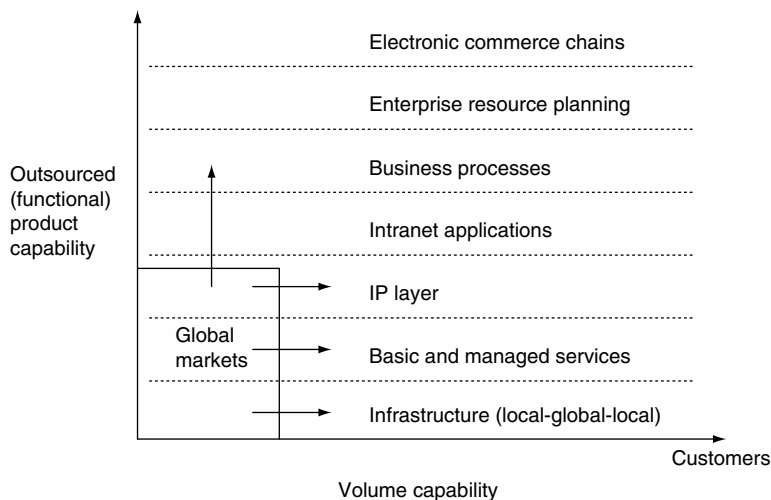 Electronic commerce chains
Enterprise resource planning
Outsourced
(functional)
product
capability
Business processes
Intranet applications
IP layer
Global
markets
Basic and managed services
Infrastructure (local-global-local)
Customers
Volume capability